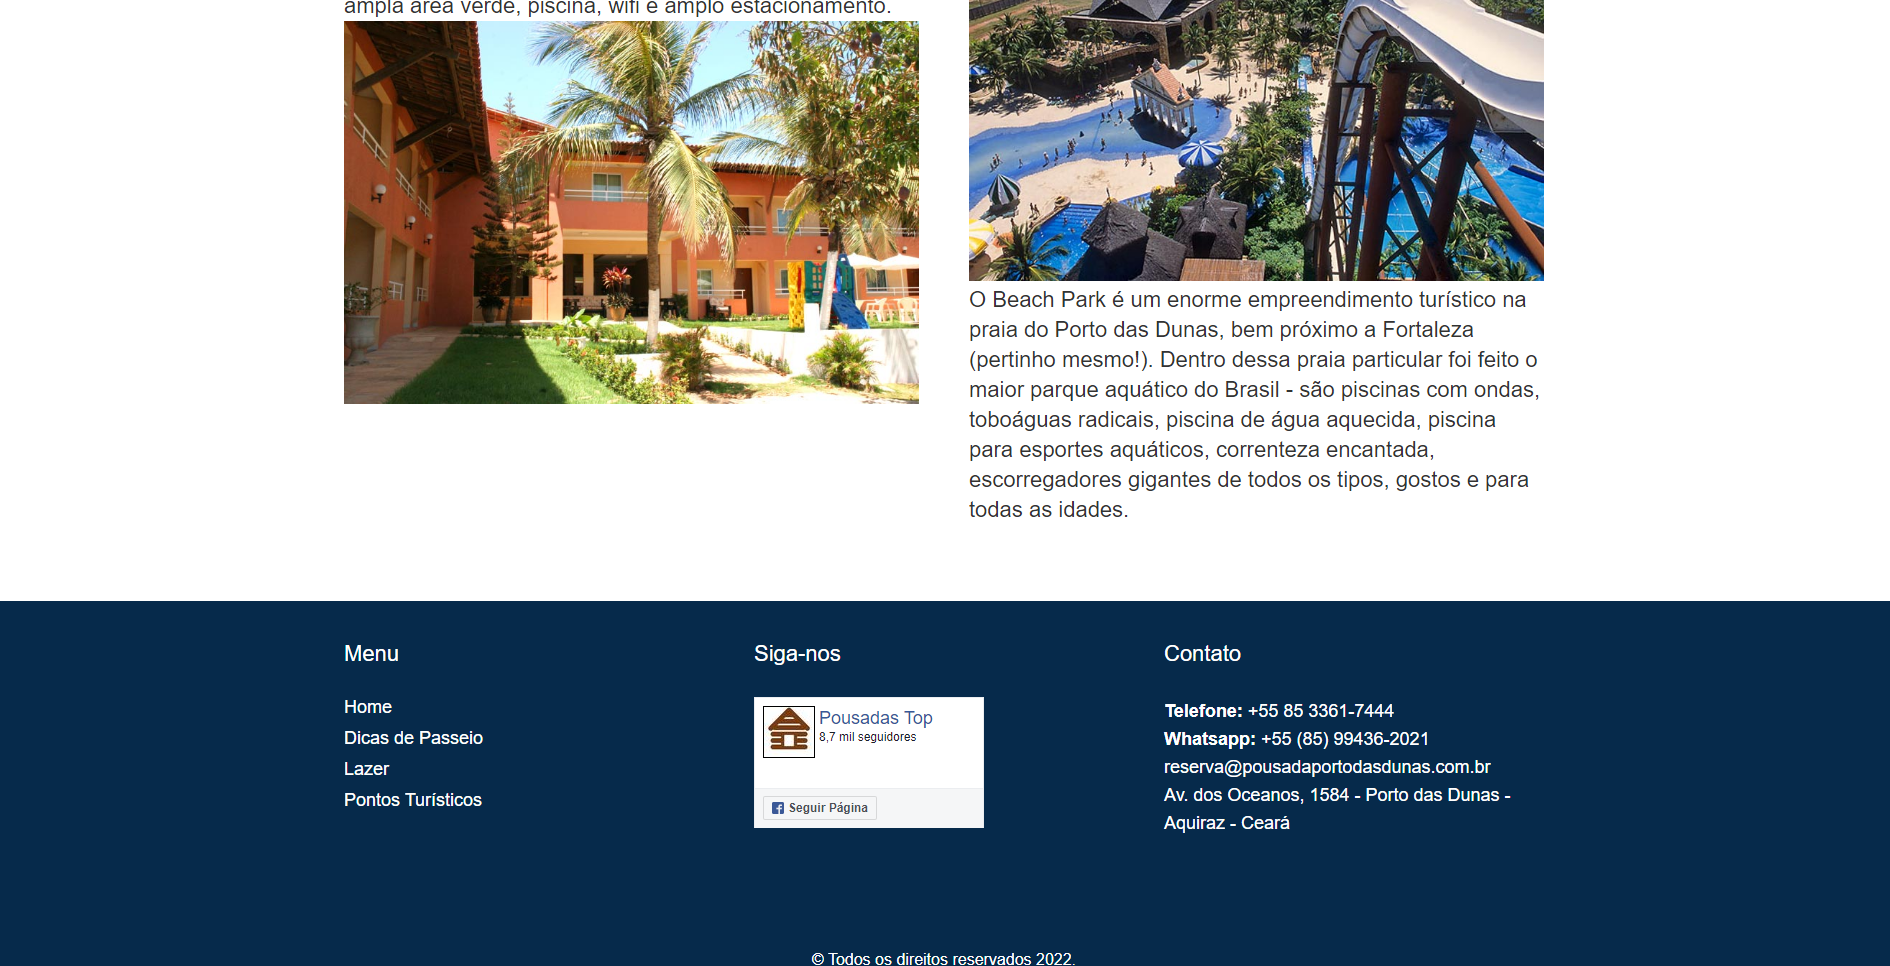 ampla área verde, piscina, wifi e amplo estacionamento.
O Beach Park é um enorme empreendimento turístico na
praia do Porto das Dunas, bem próximo a Fortaleza
(pertinho mesmo!). Dentro dessa praia particular foi feito o
maior parque aquático do Brasil - são piscinas com ondas,
toboáguas radicais, piscina de água aquecida, piscina
para esportes aquáticos, correnteza encantada,
escorregadores gigantes de todos os tipos, gostos e para
todas as idades.
Menu
Home
Dicas de Passeio
Lazer
Pontos Turísticos
Siga-nos
Pousadas Top
8,7 mil seguidores
Seguir Página
Contato
Telefone: +55 85 3361-7444
Whatsapp: +55 (85) 99436-2021
reserva@pousadaportodasdunas.com.br
Av. dos Oceanos, 1584 - Porto das Dunas -
Aquiraz - Ceará
© Todos os direitos reservados 2022.